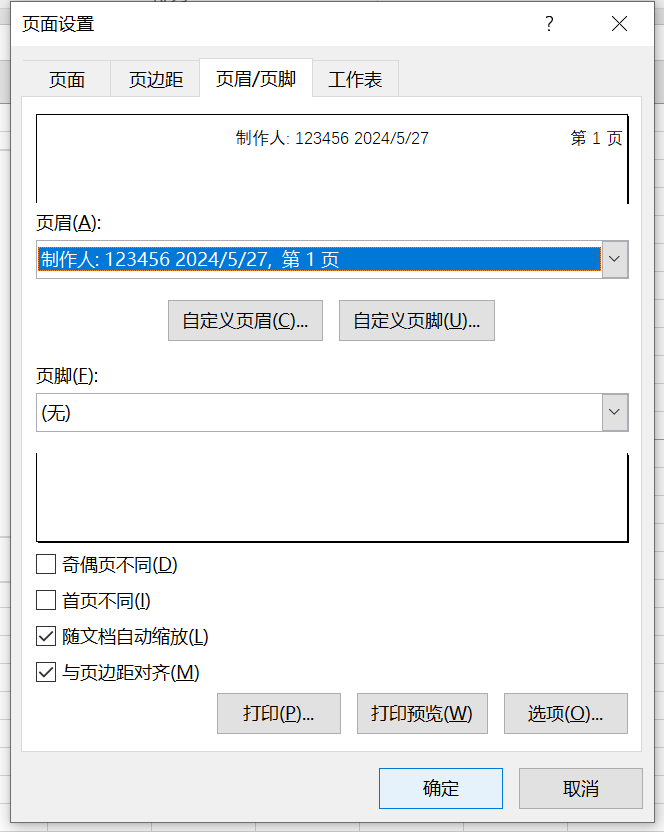 页面设置 ?
页面 页边距 页眉/页脚 工作表
制作人: 123456 2024/5/27 第 1 页
页眉(A):
制作人: 123456 2024/5/27, 第 1 页
自定义页眉(C)... 自定义页脚(U)...
页脚(F):
(无)
奇偶页不同(D)
首页不同(I)
随文档自动缩放(L)
与页边距对齐(M)
打印(P)... 打印预览(W) 选项(O)...
确定 取消